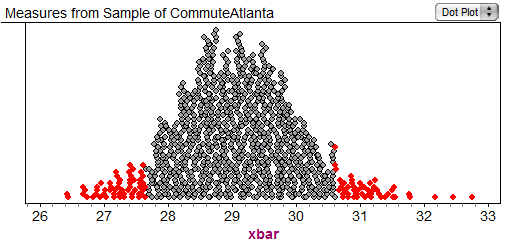 Measures from Sample of CommuteAtlanta
Dot Plot
26 27 28 29 30 31 32 33
xbar